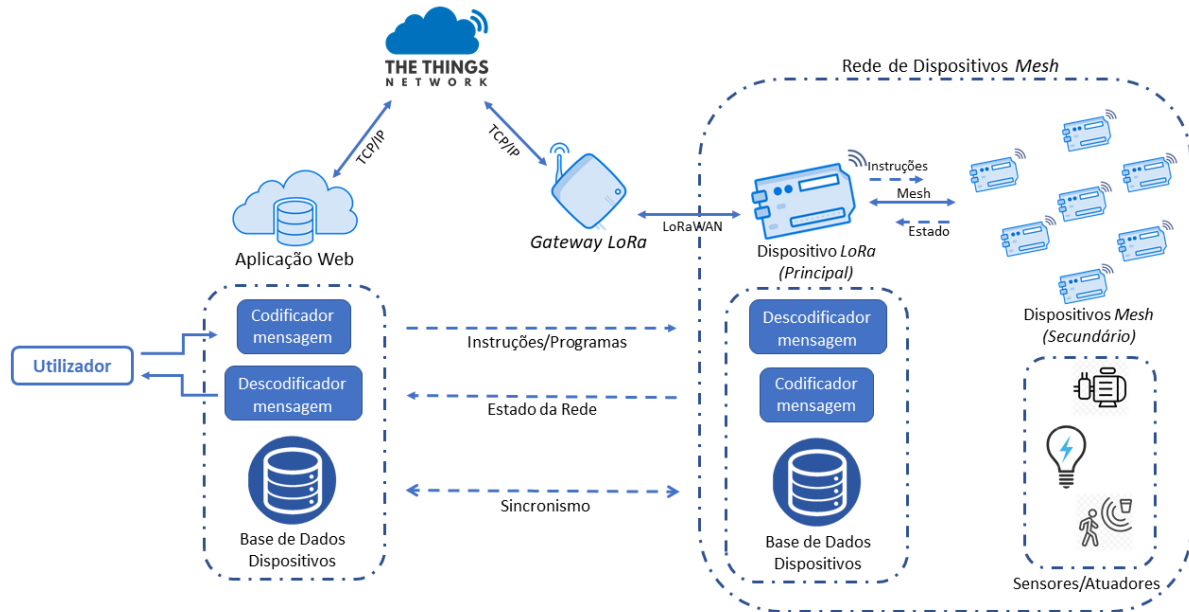 THE THINGS
NETWORK
Rede de Dispositivos Mesh
TCP/IP
TCP/IP
Instruções
Mesh
Estado
LoRaWAN
Gateway LoRa
Aplicação Web
Dispositivo LoRa
(Principal)
Dispositivos Mesh
(Secundário)
Codificador
mensagem
Descodificador
mensagem
Instruções/Programas
Utilizador
Descodificador
mensagem
Codificador
mensagem
Estado da Rede
Sincronismo
Base de Dados
Dispositivos
Base de Dados
Dispositivos
Sensores/Atuadores